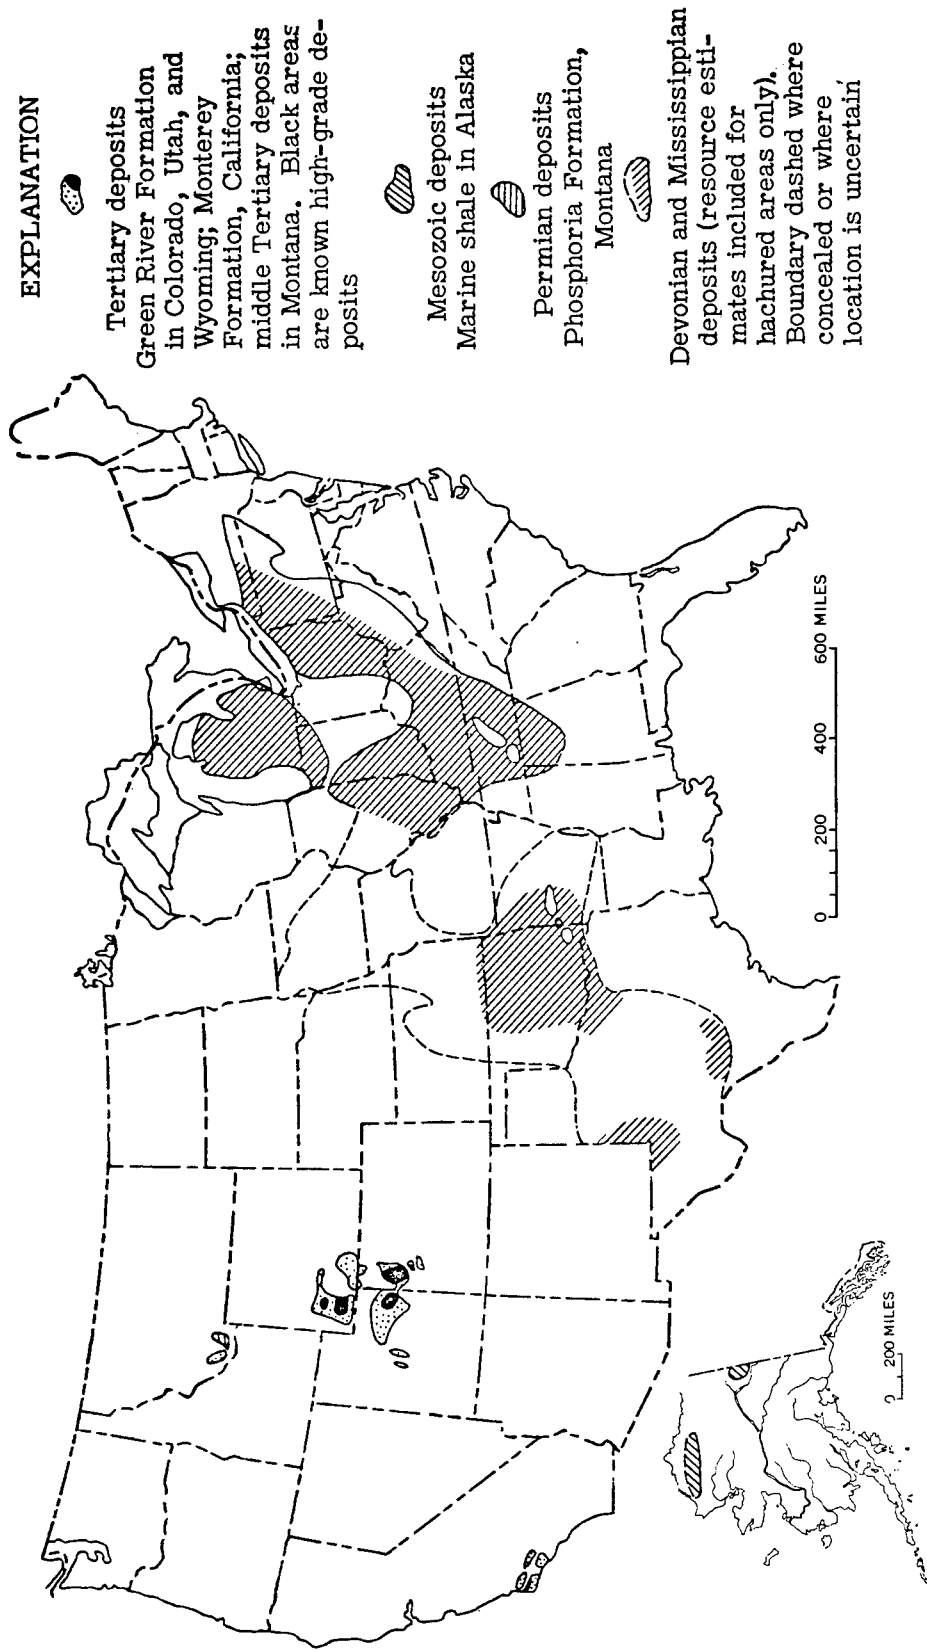 EXPLANATION
Tertiary deposits
Green River Formation
in Colorado, Utah, and
Wyoming; Monterey
Formation, California;
middle Tertiary deposits
in Montana. Black areas
are known high-grade de-
posits
Mesozoic deposits
Marine shale in Alaska
Permian deposits
Phosphoria Formation,
Montana
Devonian and Mississippian
deposits (resource esti-
mates included for
hachured areas only).
Boundary dashed where
concealed or where
location is uncertain
0 200 400 600 MILES
0 200 MILES